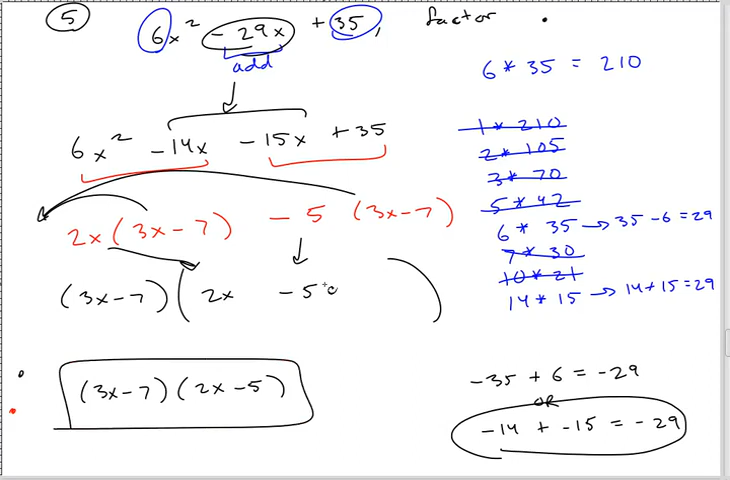 5 6x² - 29x + 35, factor
add
6x² - 14x - 15x + 35
2x(3x - 7) - 5 (3x - 7)
(3x - 7) ( 2x - 5 )
(3x - 7) (2x - 5)
6 * 35 = 210
1 * 210
2 * 105
3 * 70
5 * 42
6 * 35 → 35 - 6 = 29
7 * 30
10 * 21
14 * 15 → 14 + 15 = 29
-35 + 6 = -29
OR
-14 + -15 = -29